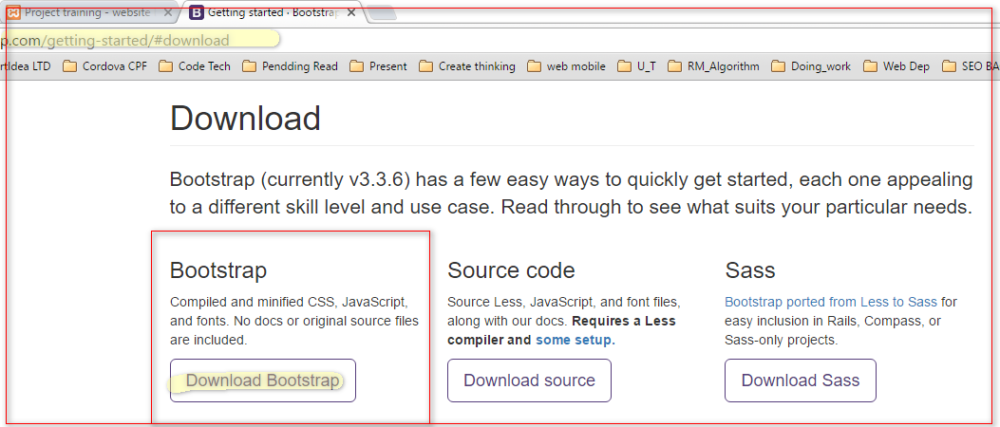 Project training - website
Getting started · Bootstrap
p.com/getting-started/#download
rtIdea LTD Cordova CPF Code Tech Pendding Read Present Create thinking web mobile U_T RM_Algorithm Doing_work Web Dep SEO BA
Download
Bootstrap (currently v3.3.6) has a few easy ways to quickly get started, each one appealing
to a different skill level and use case. Read through to see what suits your particular needs.
Bootstrap
Compiled and minified CSS, JavaScript,
and fonts. No docs or original source files
are included.
Download Bootstrap
Source code
Source Less, JavaScript, and font files,
along with our docs. Requires a Less
compiler and some setup.
Download source
Sass
Bootstrap ported from Less to Sass for
easy inclusion in Rails, Compass, or
Sass-only projects.
Download Sass